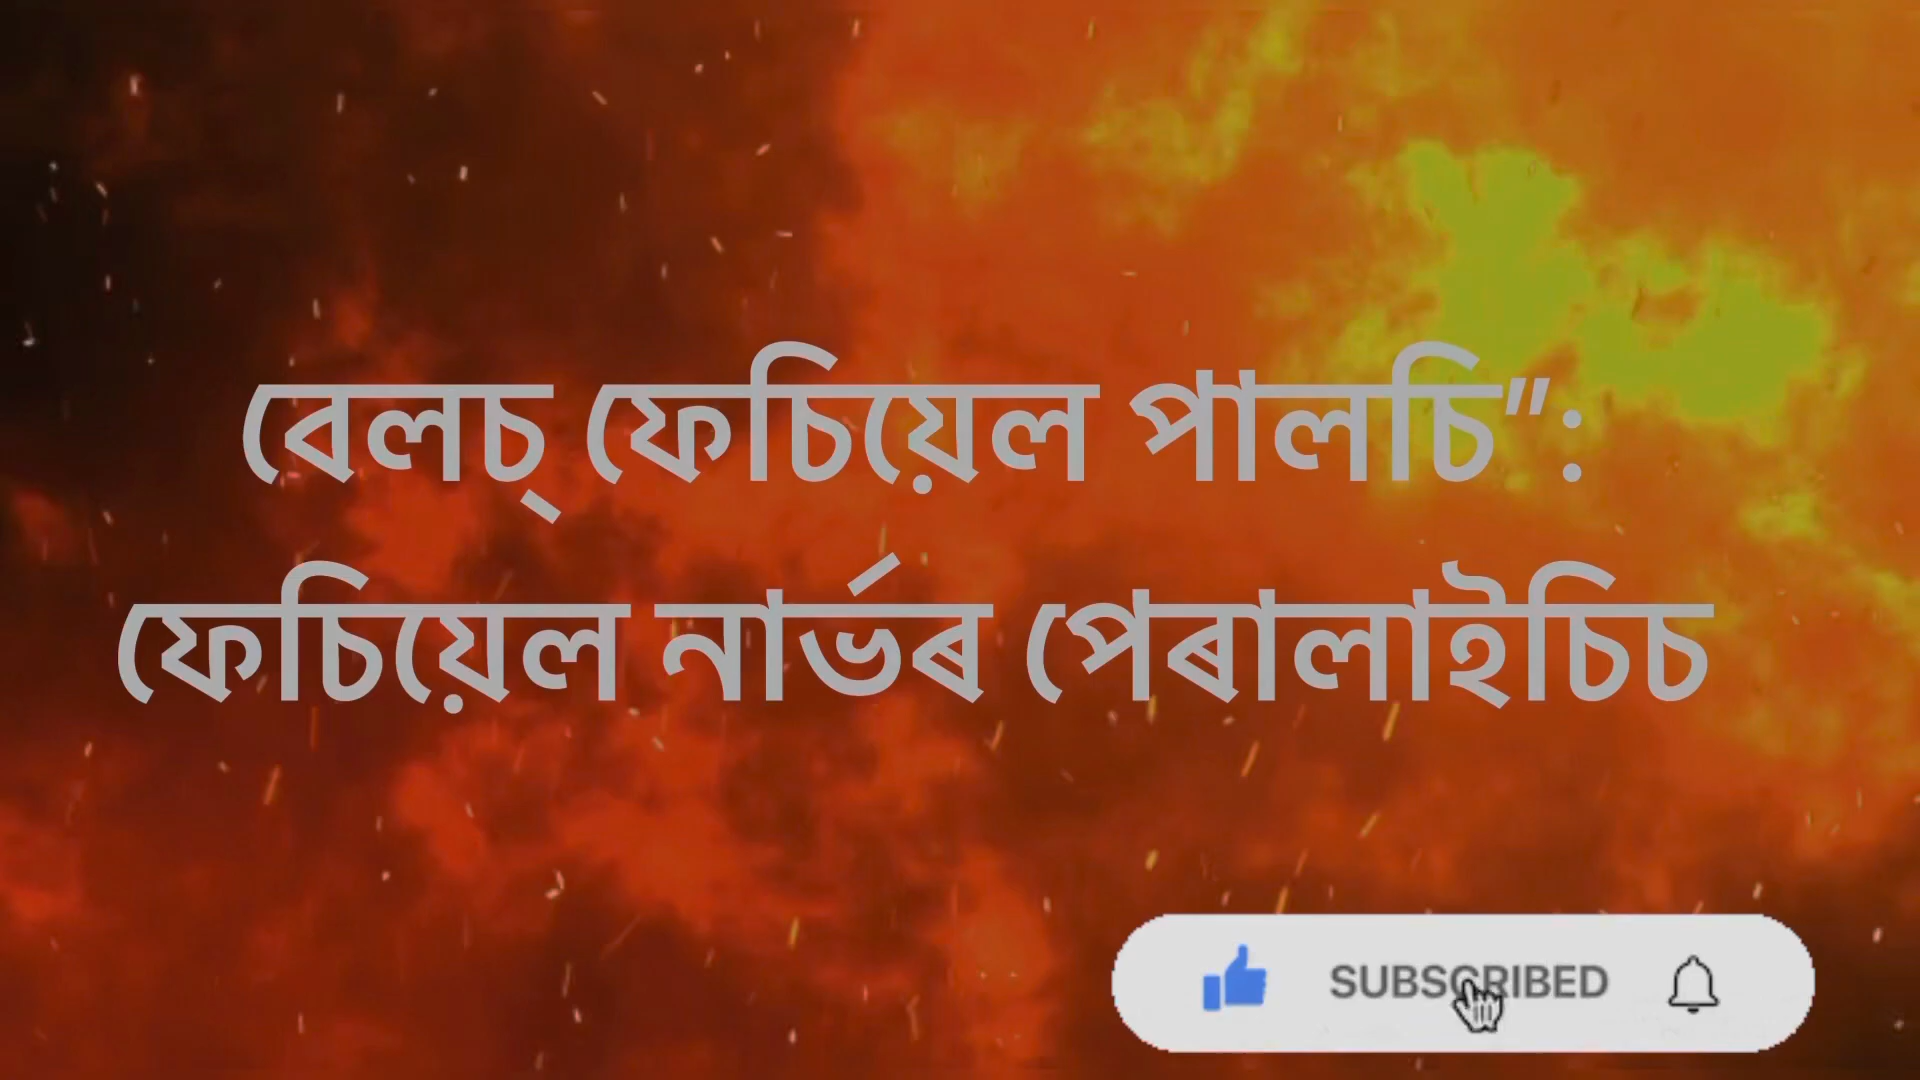 বেলচ্ ফেচিয়েল পালচি":
ফেচিয়েল নাৰ্ভৰ পেৰালাইচিচ
SUBSCRIBED